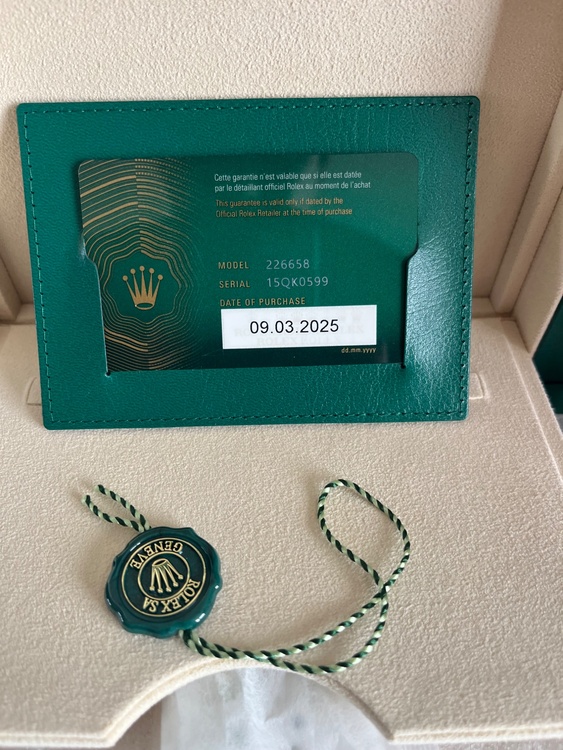 Cette garantie n'est valable que si elle est datée
par le détaillant officiel Rolex au moment de l'achat
This guarantee is valid only if dated by the
Official Rolex Retailer at the time of purchase
MODEL 226658
SERIAL 15QK0599
DATE OF PURCHASE
09.03.2025
dd.mm.yyyy
ROLEX SA
GENEVE